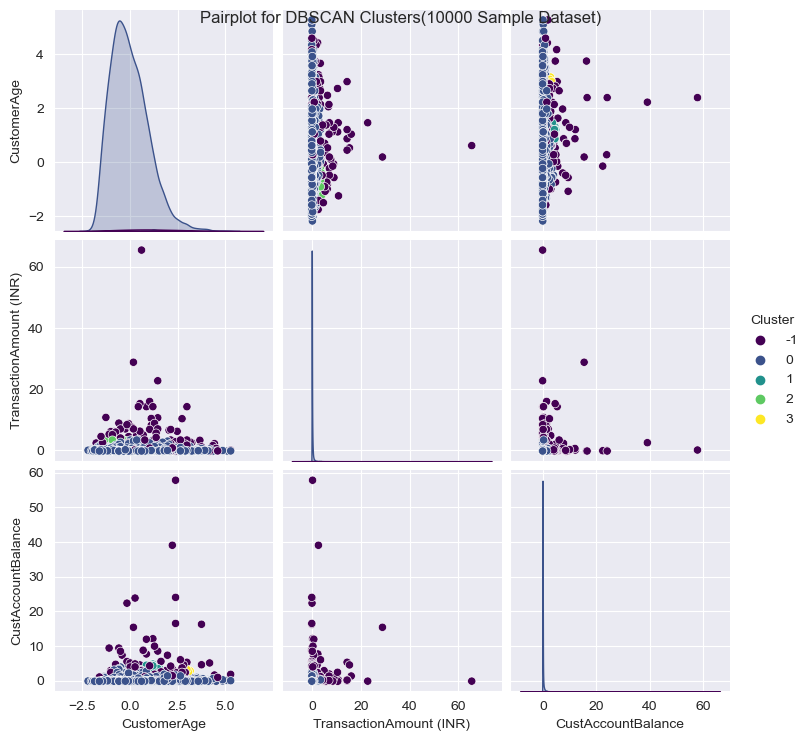 Pairplot for DBSCAN Clusters(10000 Sample Dataset)
CustomerAge
4
2
0
−2
TransactionAmount (INR)
60
40
20
0
Cluster
-1
0
1
2
3
CustAccountBalance
60
50
40
30
20
10
0
−2.5 0.0 2.5 5.0
0 20 40 60
0 20 40 60
CustomerAge
TransactionAmount (INR)
CustAccountBalance